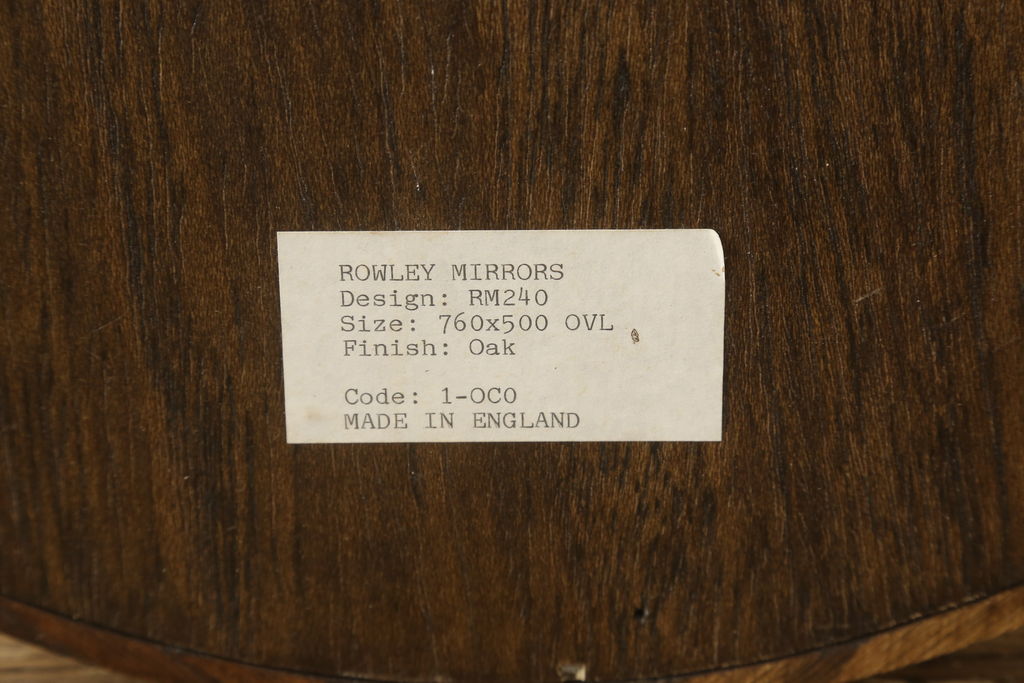 ROWLEY MIRRORS
Design: RM240
Size: 760x500 OVL
Finish: Oak
Code: 1-OC0
MADE IN ENGLAND